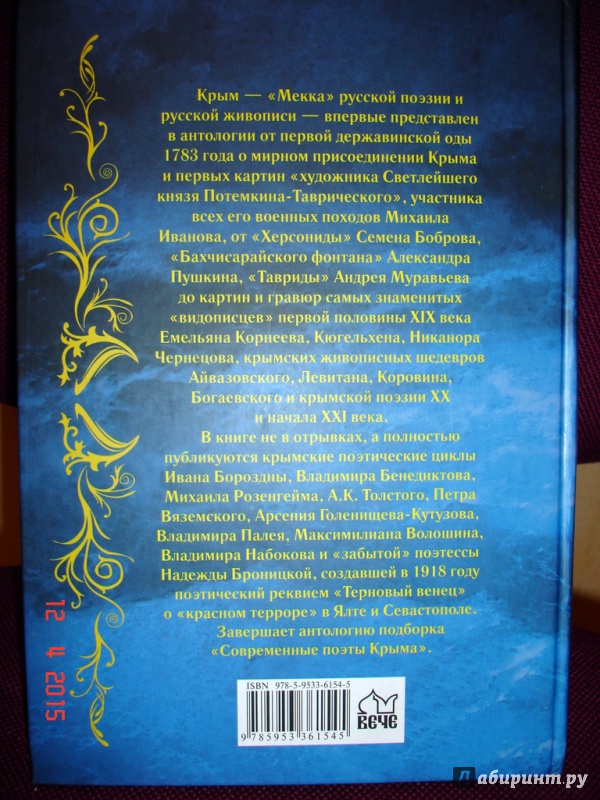 Крым — «Мекка» русской поэзии и
русской живописи — впервые представлен
в антологии от первой державинской оды
1783 года о мирном присоединении Крыма
и первых картин «художника Светлейшего
князя Потемкина-Таврического», участника
всех его военных походов Михаила
Иванова, от «Херсониды» Семена Боброва,
«Бахчисарайского фонтана» Александра
Пушкина, «Тавриды» Андрея Муравьева
до картин и гравюр самых знаменитых
«видописцев» первой половины XIX века
Емельяна Корнеева, Кюгельхена, Никанора
Чернецова, крымских живописных шедевров
Айвазовского, Левитана, Коровина,
Богаевского и крымской поэзии XX
и начала XXI века.
В книге не в отрывках, а полностью
публикуются крымские поэтические циклы
Ивана Бороздны, Владимира Бенедиктова,
Михаила Розенгейма, А.К. Толстого, Петра
Вяземского, Арсения Голенищева-Кутузова,
Владимира Палея, Максимилиана Волошина,
Владимира Набокова и «забытой» поэтессы
Надежды Броницкой, создавшей в 1918 году
поэтический реквием «Терновый венец»
о «красном терроре» в Ялте и Севастополе.
Завершает антологию подборка
«Современные поэты Крыма».
ISBN 978-5-9533-6154-5
9 785953 361545
ВЕЧЕ
12 4 2015
Лабиринт.ру